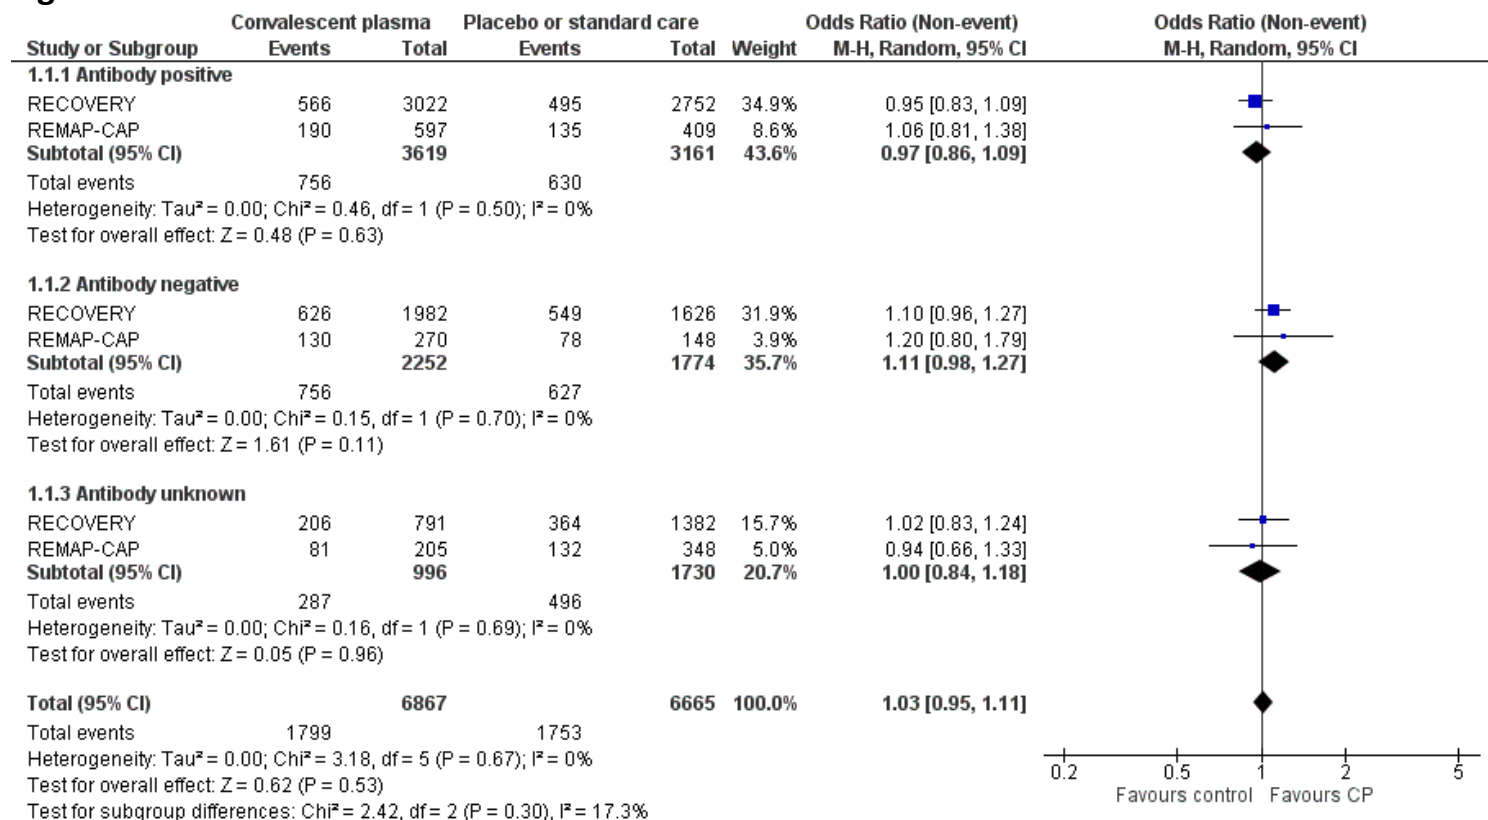 Convalescent plasma Placebo or standard care Odds Ratio (Non-event) Odds Ratio (Non-event)
Study or Subgroup Events Total Events Total Weight M-H, Random, 95% CI M-H, Random, 95% CI
1.1.1 Antibody positive
RECOVERY 566 3022 495 2752 34.9% 0.95 [0.83, 1.09]
REMAP-CAP 190 597 135 409 8.6% 1.06 [0.81, 1.38]
Subtotal (95% CI) 3619 3161 43.6% 0.97 [0.86, 1.09]
Total events 756 630
Heterogeneity: Tau² = 0.00; Chi² = 0.46, df = 1 (P = 0.50); I² = 0%
Test for overall effect: Z = 0.48 (P = 0.63)
1.1.2 Antibody negative
RECOVERY 626 1982 549 1626 31.9% 1.10 [0.96, 1.27]
REMAP-CAP 130 270 78 148 3.9% 1.20 [0.80, 1.79]
Subtotal (95% CI) 2252 1774 35.7% 1.11 [0.98, 1.27]
Total events 756 627
Heterogeneity: Tau² = 0.00; Chi² = 0.15, df = 1 (P = 0.70); I² = 0%
Test for overall effect: Z = 1.61 (P = 0.11)
1.1.3 Antibody unknown
RECOVERY 206 791 364 1382 15.7% 1.02 [0.83, 1.24]
REMAP-CAP 81 205 132 348 5.0% 0.94 [0.66, 1.33]
Subtotal (95% CI) 996 1730 20.7% 1.00 [0.84, 1.18]
Total events 287 496
Heterogeneity: Tau² = 0.00; Chi² = 0.16, df = 1 (P = 0.69); I² = 0%
Test for overall effect: Z = 0.05 (P = 0.96)
Total (95% CI) 6867 6665 100.0% 1.03 [0.95, 1.11]
Total events 1799 1753
Heterogeneity: Tau² = 0.00; Chi² = 3.18, df = 5 (P = 0.67); I² = 0%
Test for overall effect: Z = 0.62 (P = 0.53)
Test for subgroup differences: Chi² = 2.42, df = 2 (P = 0.30), I² = 17.3%
0.2 0.5 1 2 5
Favours control Favours CP